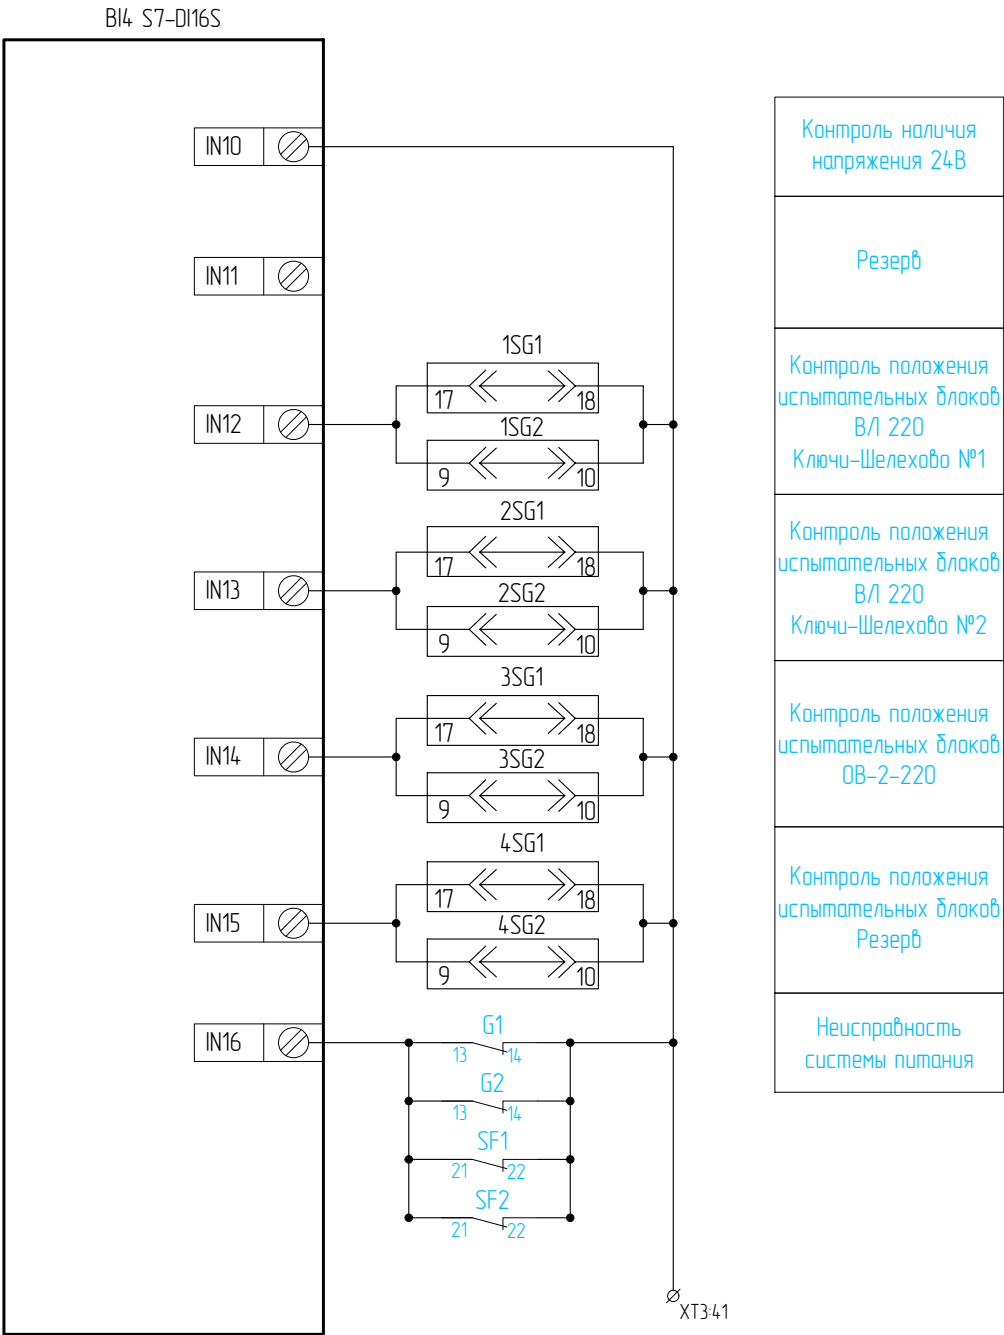 BI4 S7-DI16S
IN10
Контроль наличия
напряжения 24В
IN11
Резерв
1SG1
17
18
IN12
1SG2
9
10
Контроль положения
испытательных блоков
ВЛ 220
Ключи-Шелехово №1
2SG1
17
18
IN13
2SG2
9
10
Контроль положения
испытательных блоков
ВЛ 220
Ключи-Шелехово №2
3SG1
17
18
IN14
3SG2
9
10
Контроль положения
испытательных блоков
ОВ-2-220
4SG1
17
18
IN15
4SG2
9
10
Контроль положения
испытательных блоков
Резерв
IN16
G1
13
14
Неисправность
системы питания
G2
13
14
SF1
21
22
SF2
21
22
XT3:41